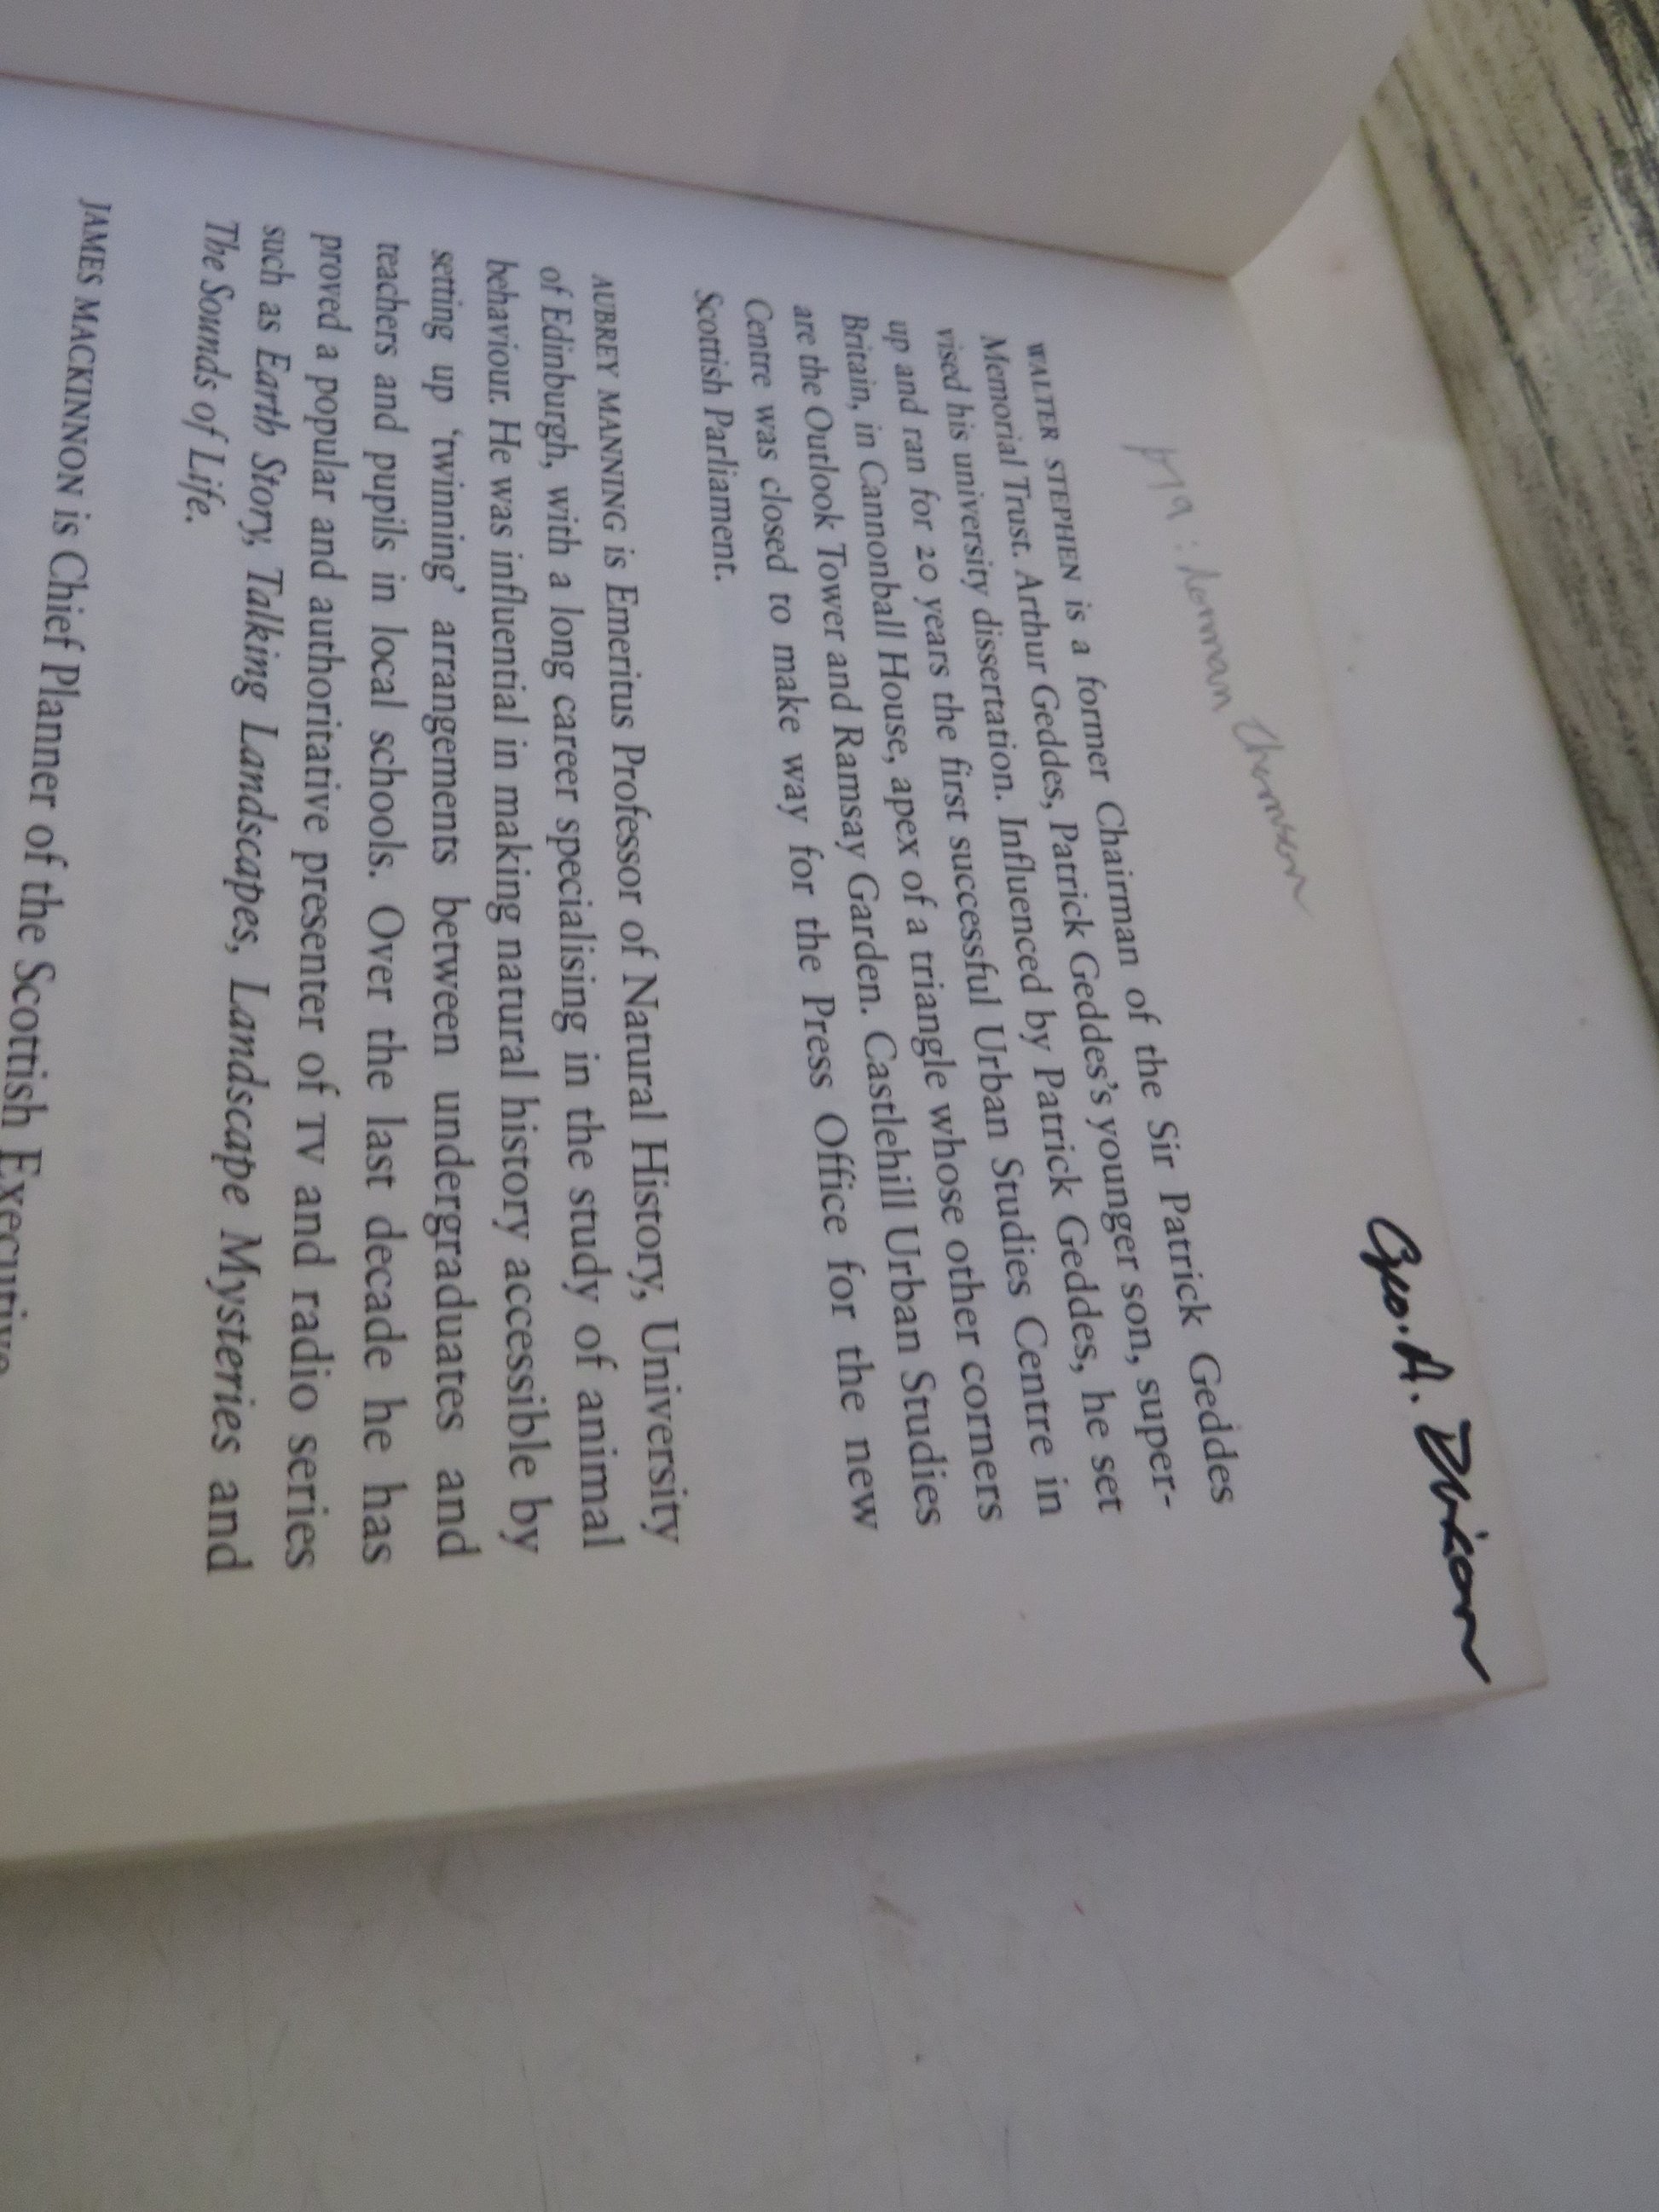 Geo. A. Dixon
p19: Norman Thomson
WALTER STEPHEN is a former Chairman of the Sir Patrick Geddes
Memorial Trust. Arthur Geddes, Patrick Geddes's younger son, super-
vised his university dissertation. Influenced by Patrick Geddes, he set
up and ran for 20 years the first successful Urban Studies Centre in
Britain, in Cannonball House, apex of a triangle whose other corners
are the Outlook Tower and Ramsay Garden. Castlehill Urban Studies
Centre was closed to make way for the Press Office for the new
Scottish Parliament.
AUBREY MANNING is Emeritus Professor of Natural History, University
of Edinburgh, with a long career specialising in the study of animal
behaviour. He was influential in making natural history accessible by
setting up 'twinning' arrangements between undergraduates and
teachers and pupils in local schools. Over the last decade he has
proved a popular and authoritative presenter of TV and radio series
such as Earth Story, Talking Landscapes, Landscape Mysteries and
The Sounds of Life.
JAMES MACKINNON is Chief Planner of the Scottish Executive